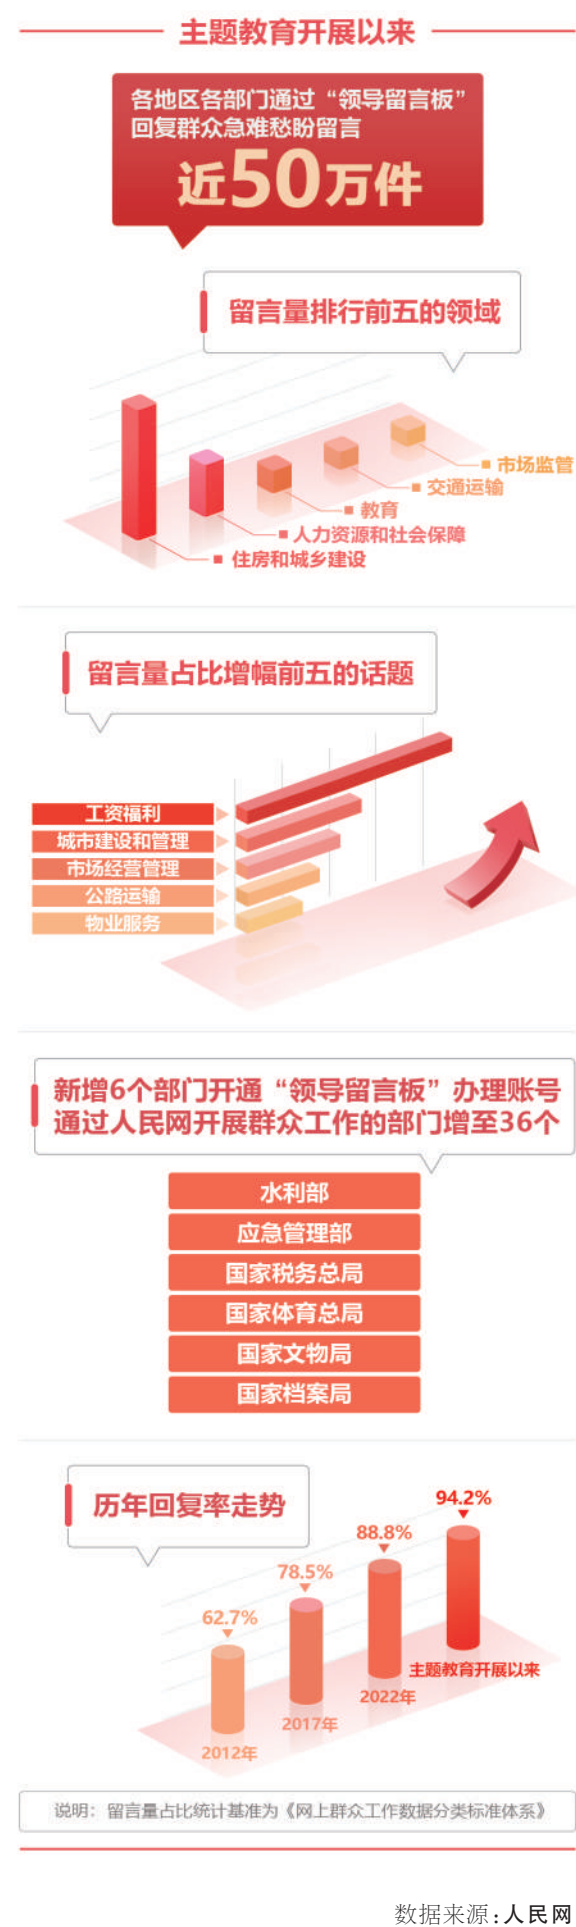 主题教育开展以来
各地区各部门通过“领导留言板”
回复群众急难愁盼留言
近50万件
留言量排行前五的领域
市场监管
交通运输
教育
人力资源和社会保障
住房和城乡建设
留言量占比增幅前五的话题
工资福利
城市建设和管理
市场经营管理
公路运输
物业服务
新增6个部门开通“领导留言板”办理账号
通过人民网开展群众工作的部门增至36个
水利部
应急管理部
国家税务总局
国家体育总局
国家文物局
国家档案局
历年回复率走势
94.2%
88.8%
78.5%
62.7%
主题教育开展以来
2022年
2017年
2012年
说明：留言量占比统计基准为《网上群众工作数据分类标准体系》
数据来源：人民网